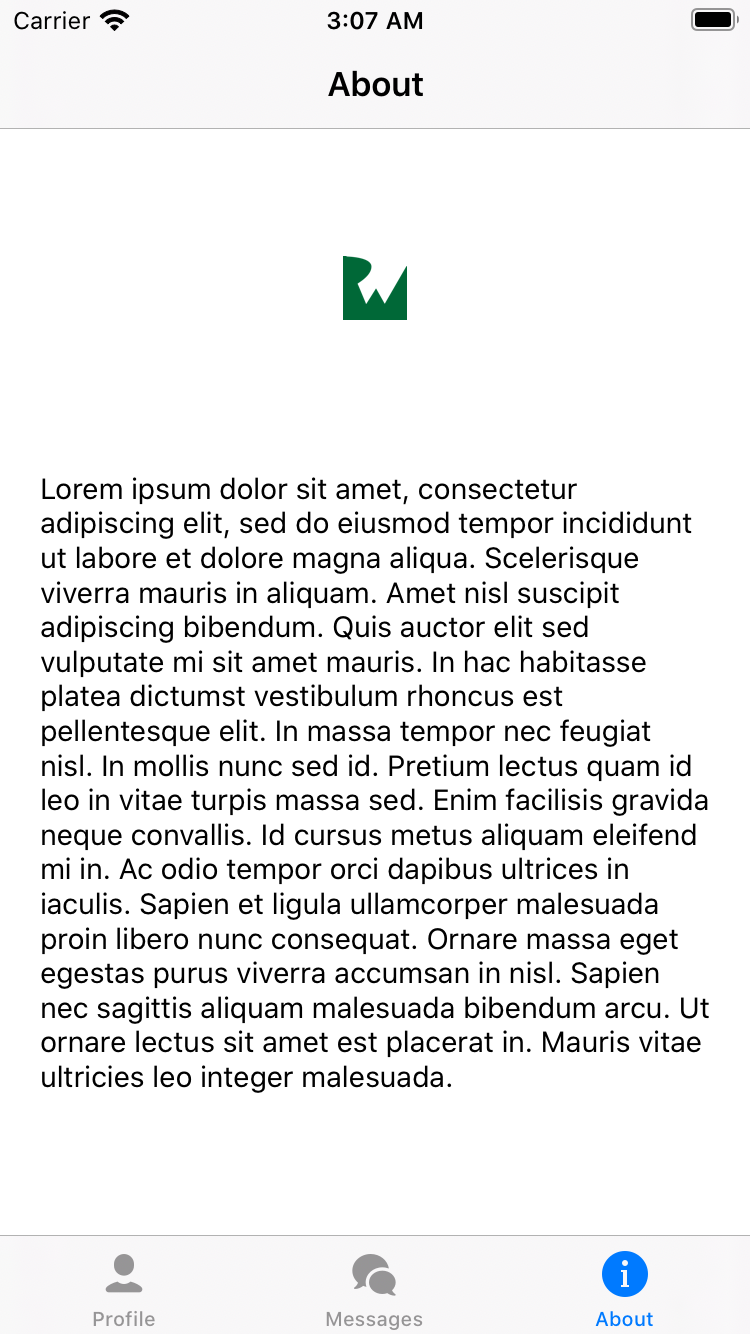 Carrier 3:07 AM
About
Lorem ipsum dolor sit amet, consectetur
adipiscing elit, sed do eiusmod tempor incididunt
ut labore et dolore magna aliqua. Scelerisque
viverra mauris in aliquam. Amet nisl suscipit
adipiscing bibendum. Quis auctor elit sed
vulputate mi sit amet mauris. In hac habitasse
platea dictumst vestibulum rhoncus est
pellentesque elit. In massa tempor nec feugiat
nisl. In mollis nunc sed id. Pretium lectus quam id
leo in vitae turpis massa sed. Enim facilisis gravida
neque convallis. Id cursus metus aliquam eleifend
mi in. Ac odio tempor orci dapibus ultrices in
iaculis. Sapien et ligula ullamcorper malesuada
proin libero nunc consequat. Ornare massa eget
egestas purus viverra accumsan in nisl. Sapien
nec sagittis aliquam malesuada bibendum arcu. Ut
ornare lectus sit amet est placerat in. Mauris vitae
ultricies leo integer malesuada.
Profile Messages About